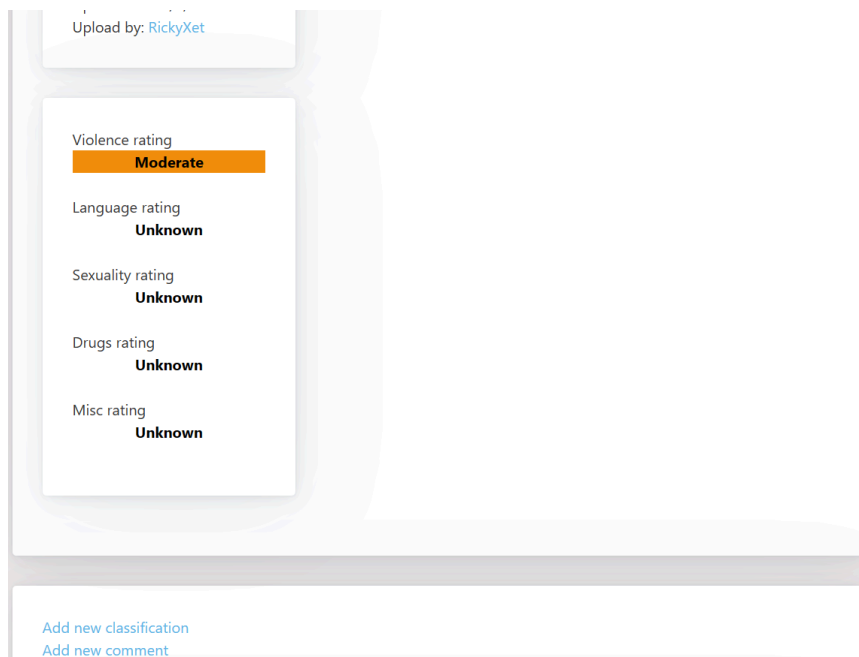 Upload by: RickyXet
Violence rating
Moderate
Language rating
Unknown
Sexuality rating
Unknown
Drugs rating
Unknown
Misc rating
Unknown
Add new classification
Add new comment